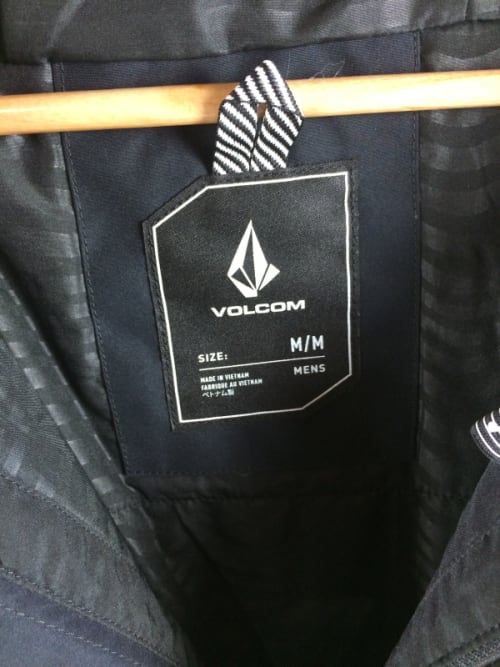 VOLCOM
SIZE: M/M
MENS
MADE IN VIETNAM
FABRIQUE AU VIETNAM
ベトナム製